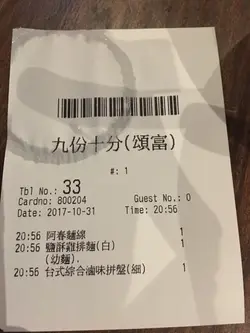 九份十分(頌富)
#: 1
Tbl No.: 33
Cardno: 800204 Guest No.: 0
Date: 2017-10-31 Time: 20:56
20:56 阿春麵線 1
20:56 鹽酥雞排麵(白) 1
(幼麵).
20:56 台式綜合滷味拼盤(細) 1